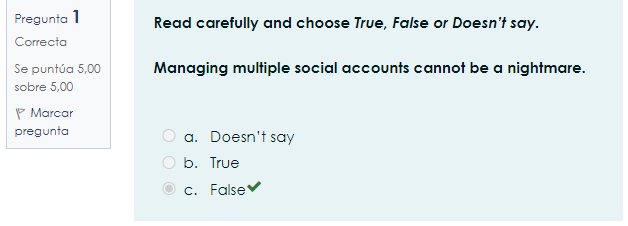 Pregunta 1
Correcta
Se puntúa 5,00
sobre 5,00
Marcar
pregunta
Read carefully and choose True, False or Doesn't say.
Managing multiple social accounts cannot be a nightmare.
a. Doesn't say
b. True
c. False